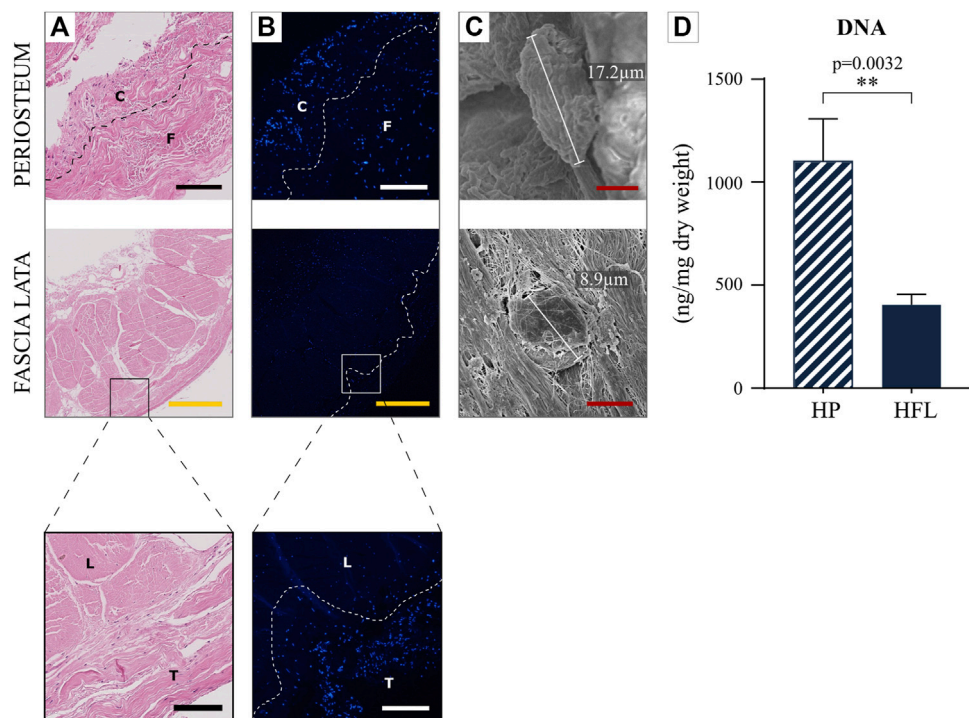 A
B
C
D
DNA
PERIOSTEUM
FASCIA LATA
C
F
C
F
17.2µm
8.9µm
L
T
L
T
p=0.0032
**
(ng/mg dry weight)
1500
1000
500
0
HP
HFL